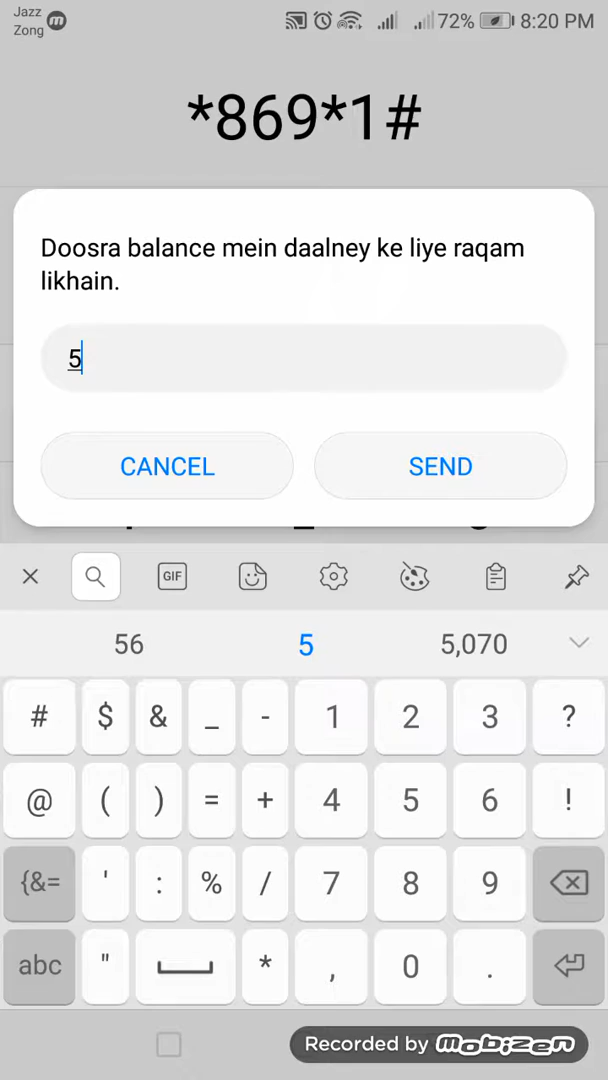 Jazz
Zong
72% 8:20 PM
*869*1#
Doosra balance mein daalney ke liye raqam
likhain.
5
CANCEL SEND
GIF
56 5 5,070
# $ & _ - 1 2 3 ?
@ ( ) = + 4 5 6 !
{&= ' : % / 7 8 9
abc " * , 0 .
Recorded by mobizen